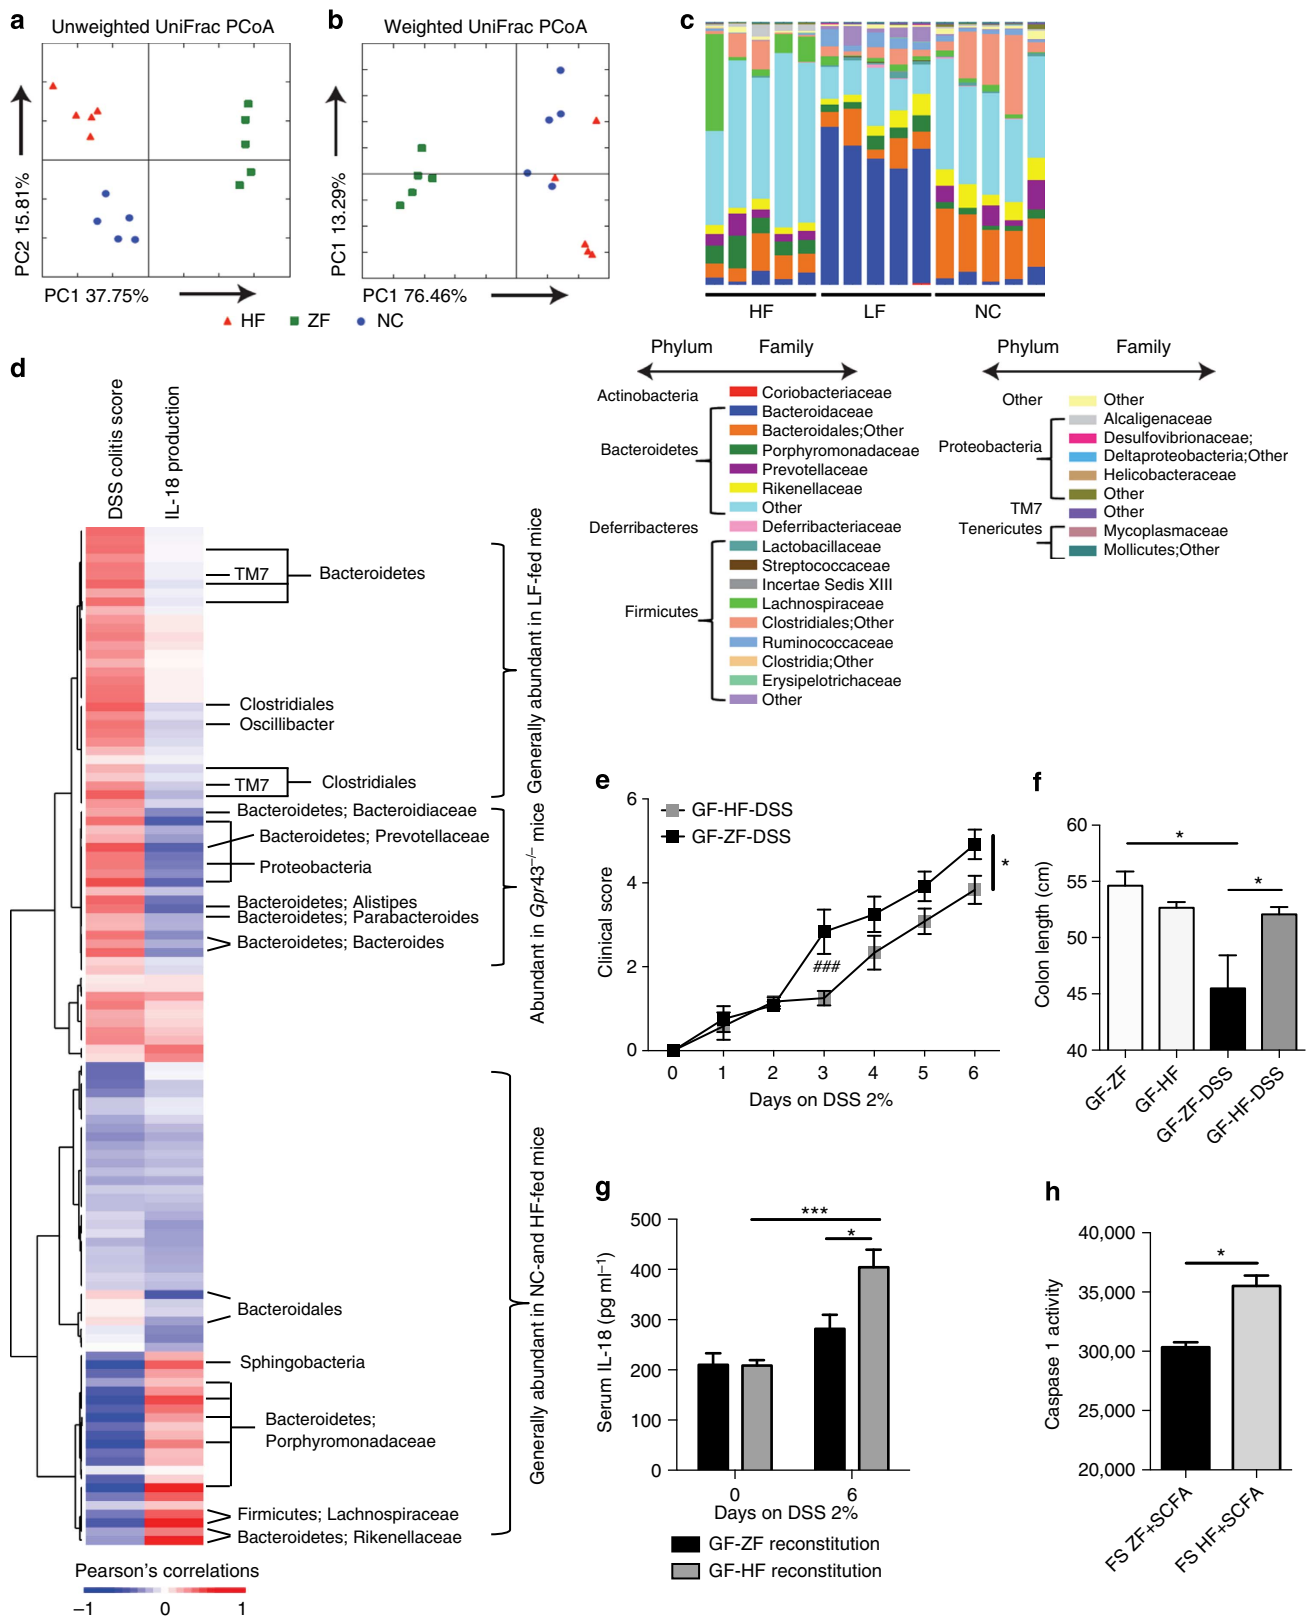 a
Unweighted UniFrac PCoA
PC2 15.81%
PC1 37.75%
b
Weighted UniFrac PCoA
PC1 13.29%
PC1 76.46%
HF ZF NC
c
HF LF NC
Phylum Family
Actinobacteria
Coriobacteriaceae
Bacteroidetes
Bacteroidaceae
Bacteroidales;Other
Porphyromonadaceae
Prevotellaceae
Rikenellaceae
Other
Deferribacteres
Deferribacteriaceae
Firmicutes
Lactobacillaceae
Streptococcaceae
Incertae Sedis XIII
Lachnospiraceae
Clostridiales;Other
Ruminococcaceae
Clostridia;Other
Erysipelotrichaceae
Other
Phylum Family
Other
Other
Proteobacteria
Alcaligenaceae
Desulfovibrionaceae;
Deltaproteobacteria;Other
Helicobacteraceae
Other
TM7
Other
Tenericutes
Mycoplasmaceae
Mollicutes;Other
d
DSS colitis score
IL-18 production
TM7
Bacteroidetes
Clostridiales
Oscillibacter
TM7
Clostridiales
Bacteroidetes; Bacteroidiaceae
Bacteroidetes; Prevotellaceae
Proteobacteria
Bacteroidetes; Alistipes
Bacteroidetes; Parabacteroides
Bacteroidetes; Bacteroides
Bacteroidales
Sphingobacteria
Bacteroidetes;
Porphyromonadaceae
Firmicutes; Lachnospiraceae
Bacteroidetes; Rikenellaceae
Generally abundant in LF-fed mice
Abundant in Gpr43−/− mice
Generally abundant in NC-and HF-fed mice
Pearson's correlations
−1 0 1
e
GF-HF-DSS
GF-ZF-DSS
Clinical score
6
4
2
0
###
*
0 1 2 3 4 5 6
Days on DSS 2%
f
Colon length (cm)
60
55
50
45
40
*
*
GF-ZF
GF-HF
GF-ZF-DSS
GF-HF-DSS
g
Serum IL-18 (pg ml−1)
500
400
300
200
100
0
***
*
0 6
Days on DSS 2%
GF-ZF reconstitution
GF-HF reconstitution
h
Caspase 1 activity
40,000
35,000
300,000
25,000
20,000
*
FS ZF+SCFA
FS HF+SCFA